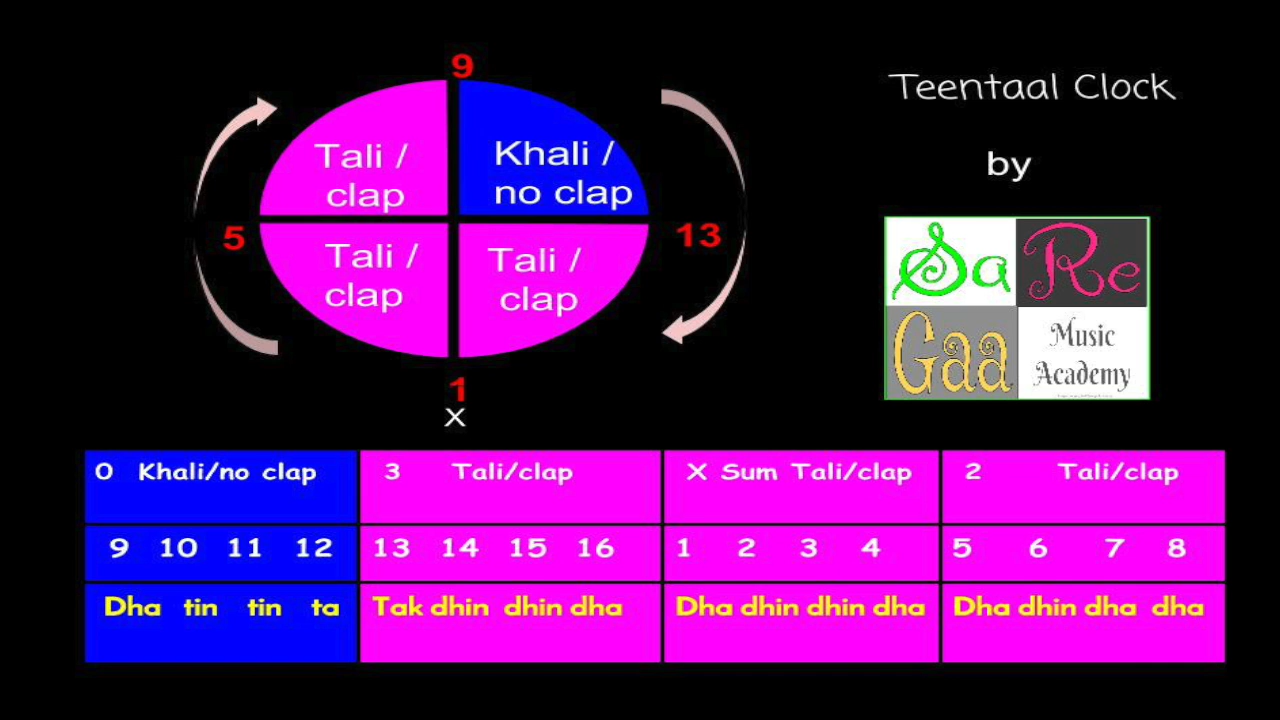 9
Teentaal Clock
by
Tali /
clap
Khali /
no clap
5
13
Tali /
clap
Tali /
clap
Sa Re
Gaa Music
Academy
1
X
0 Khali/no clap 3 Tali/clap X Sum Tali/clap 2 Tali/clap
9 10 11 12 13 14 15 16 1 2 3 4 5 6 7 8
Dha tin tin ta Tak dhin dhin dha Dha dhin dhin dha Dha dhin dha dha